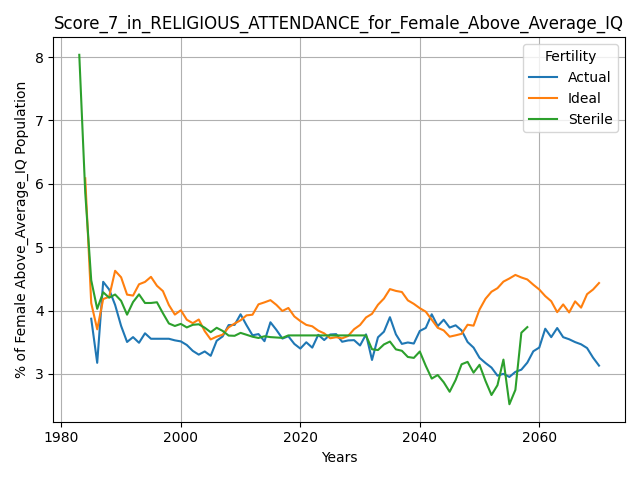 Score_7_in_RELIGIOUS_ATTENDANCE_for_Female_Above_Average_IQ
% of Female Above_Average_IQ Population
8
7
6
5
4
3
Fertility
Actual
Ideal
Sterile
1980 2000 2020 2040 2060
Years